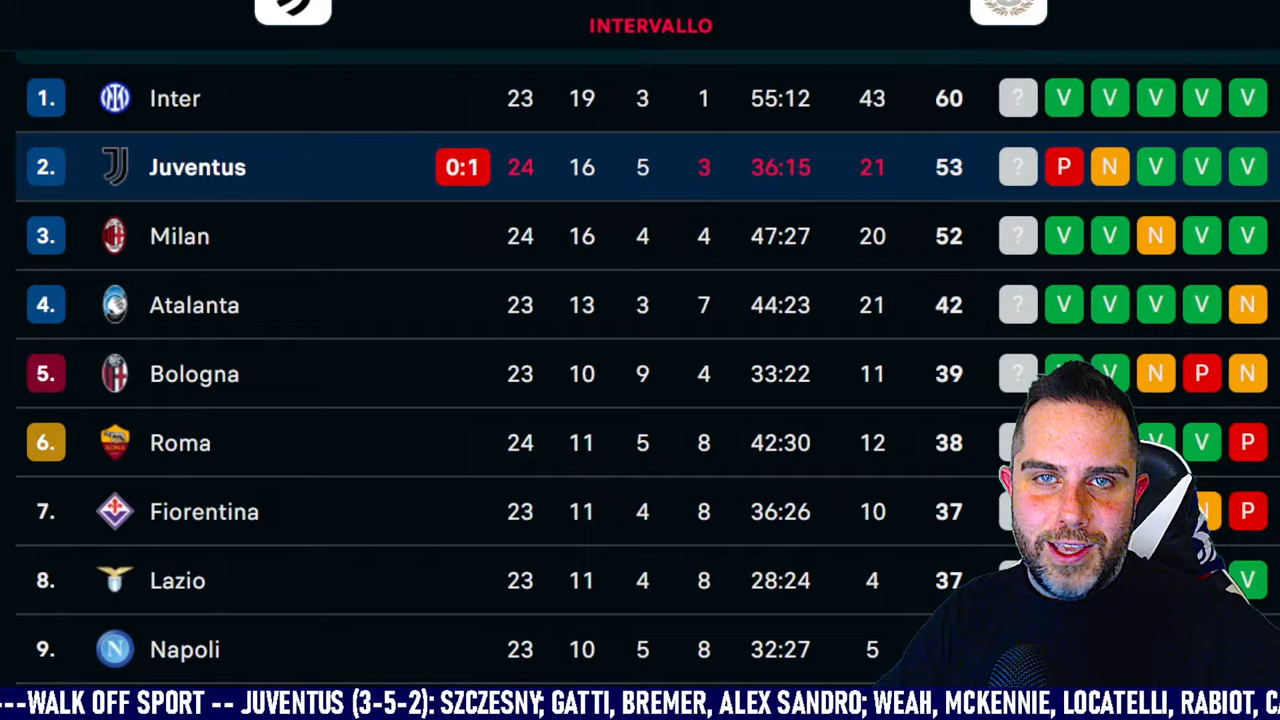 INTERVALLO
1. Inter 23 19 3 1 55:12 43 60 ? V V V V V
2. Juventus 0:1 24 16 5 3 36:15 21 53 ? P N V V V
3. Milan 24 16 4 4 47:27 20 52 ? V V N V V
4. Atalanta 23 13 3 7 44:23 21 42 ? V V V V N
5. Bologna 23 10 9 4 33:22 11 39 ? V V N P N
6. Roma 24 11 5 8 42:30 12 38 V V P
7. Fiorentina 23 11 4 8 36:26 10 37 N P
8. Lazio 23 11 4 8 28:24 4 37 V
9. Napoli 23 10 5 8 32:27 5
---WALK OFF SPORT -- JUVENTUS (3-5-2): SZCZESNY; GATTI, BREMER, ALEX SANDRO; WEAH, MCKENNIE, LOCATELLI, RABIOT,